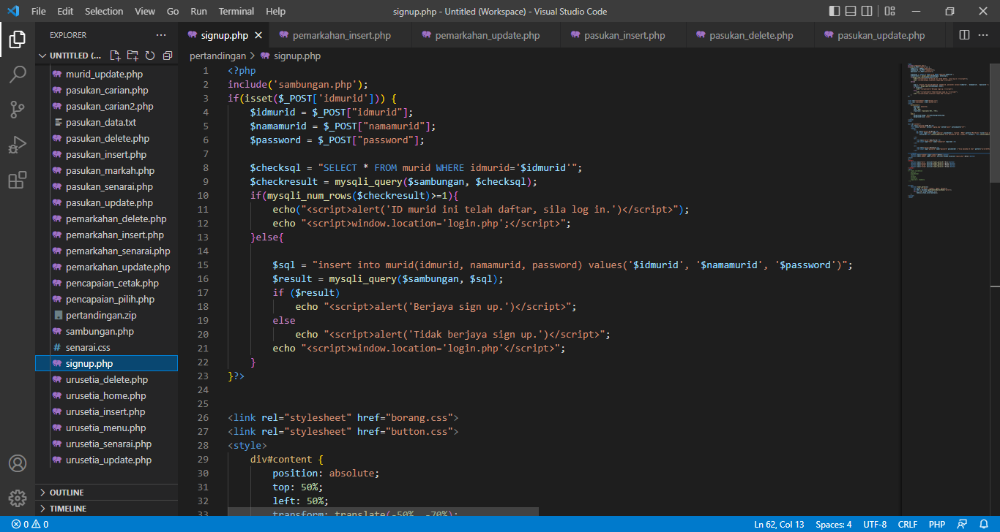 File Edit Selection View Go Run Terminal Help signup.php - Untitled (Workspace) - Visual Studio Code
EXPLORER
UNTITLED (...
murid_update.php
pasukan_carian.php
pasukan_carian2.php
pasukan_data.txt
pasukan_delete.php
pasukan_insert.php
pasukan_markah.php
pasukan_senarai.php
pasukan_update.php
pemarkahan_delete.php
pemarkahan_insert.php
pemarkahan_senarai.php
pemarkahan_update.php
pencapaian_cetak.php
pencapaian_pilih.php
pertandingan.zip
sambungan.php
senarai.css
signup.php
urusetia_delete.php
urusetia_home.php
urusetia_insert.php
urusetia_menu.php
urusetia_senarai.php
urusetia_update.php
OUTLINE
TIMELINE
signup.php pemarkahan_insert.php pemarkahan_update.php pasukan_insert.php pasukan_delete.php pasukan_update.php
pertandingan > signup.php
1 <?php
2 include('sambungan.php');
3 if(isset($_POST['idmurid'])) {
4 $idmurid = $_POST["idmurid"];
5 $namamurid = $_POST["namamurid"];
6 $password = $_POST["password"];
7
8 $checksql = "SELECT * FROM murid WHERE idmurid='$idmurid'";
9 $checkresult = mysqli_query($sambungan, $checksql);
10 if(mysqli_num_rows($checkresult)>=1){
11 echo("<script>alert('ID murid ini telah daftar, sila log in.')</script>");
12 echo "<script>window.location='login.php';</script>";
13 }else{
14
15 $sql = "insert into murid(idmurid, namamurid, password) values('$idmurid', '$namamurid', '$password')";
16 $result = mysqli_query($sambungan, $sql);
17 if ($result)
18 echo "<script>alert('Berjaya sign up.')</script>";
19 else
20 echo "<script>alert('Tidak berjaya sign up.')</script>";
21 echo "<script>window.location='login.php'</script>";
22 }
23 }?>
24
25
26 <link rel="stylesheet" href="borang.css">
27 <link rel="stylesheet" href="button.css">
28 <style>
29 div#content {
30 position: absolute;
31 top: 50%;
32 left: 50%;
33 transform: translate(-50%, -70%);
0 0 Ln 62, Col 13 Spaces: 4 UTF-8 CRLF PHP